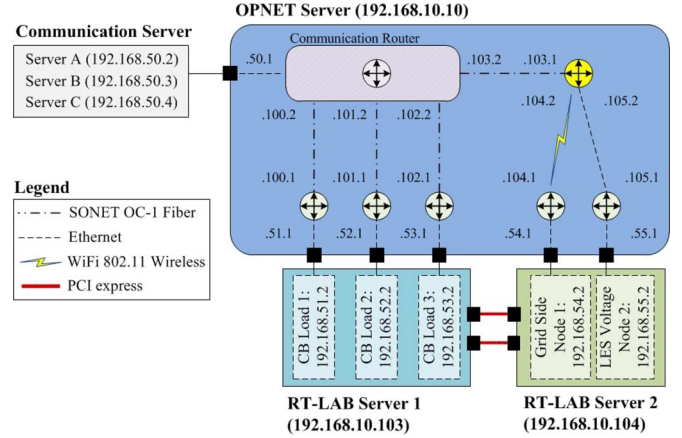 OPNET Server (192.168.10.10)
Communication Server
Server A (192.168.50.2)
Server B (192.168.50.3)
Server C (192.168.50.4)
Communication Router
.50.1
.103.2
.103.1
.104.2
.105.2
.100.2
.101.2
.102.2
.100.1
.101.1
.102.1
.104.1
.105.1
.51.1
.52.1
.53.1
.54.1
.55.1
Legend
SONET OC-1 Fiber
Ethernet
WiFi 802.11 Wireless
PCI express
CB Load 1:
192.168.51.2
CB Load 2:
192.168.52.2
CB Load 3:
192.168.53.2
Grid Side
Node 1:
192.168.54.2
LES Voltage
Node 2:
192.168.55.2
RT-LAB Server 1
(192.168.10.103)
RT-LAB Server 2
(192.168.10.104)